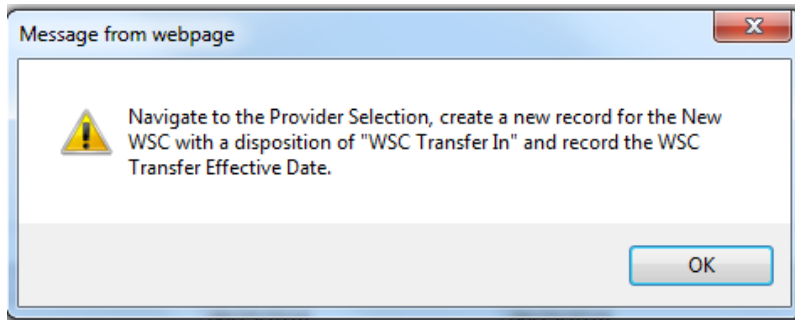 Message from webpage
Navigate to the Provider Selection, create a new record for the New
WSC with a disposition of "WSC Transfer In" and record the WSC
Transfer Effective Date.
OK